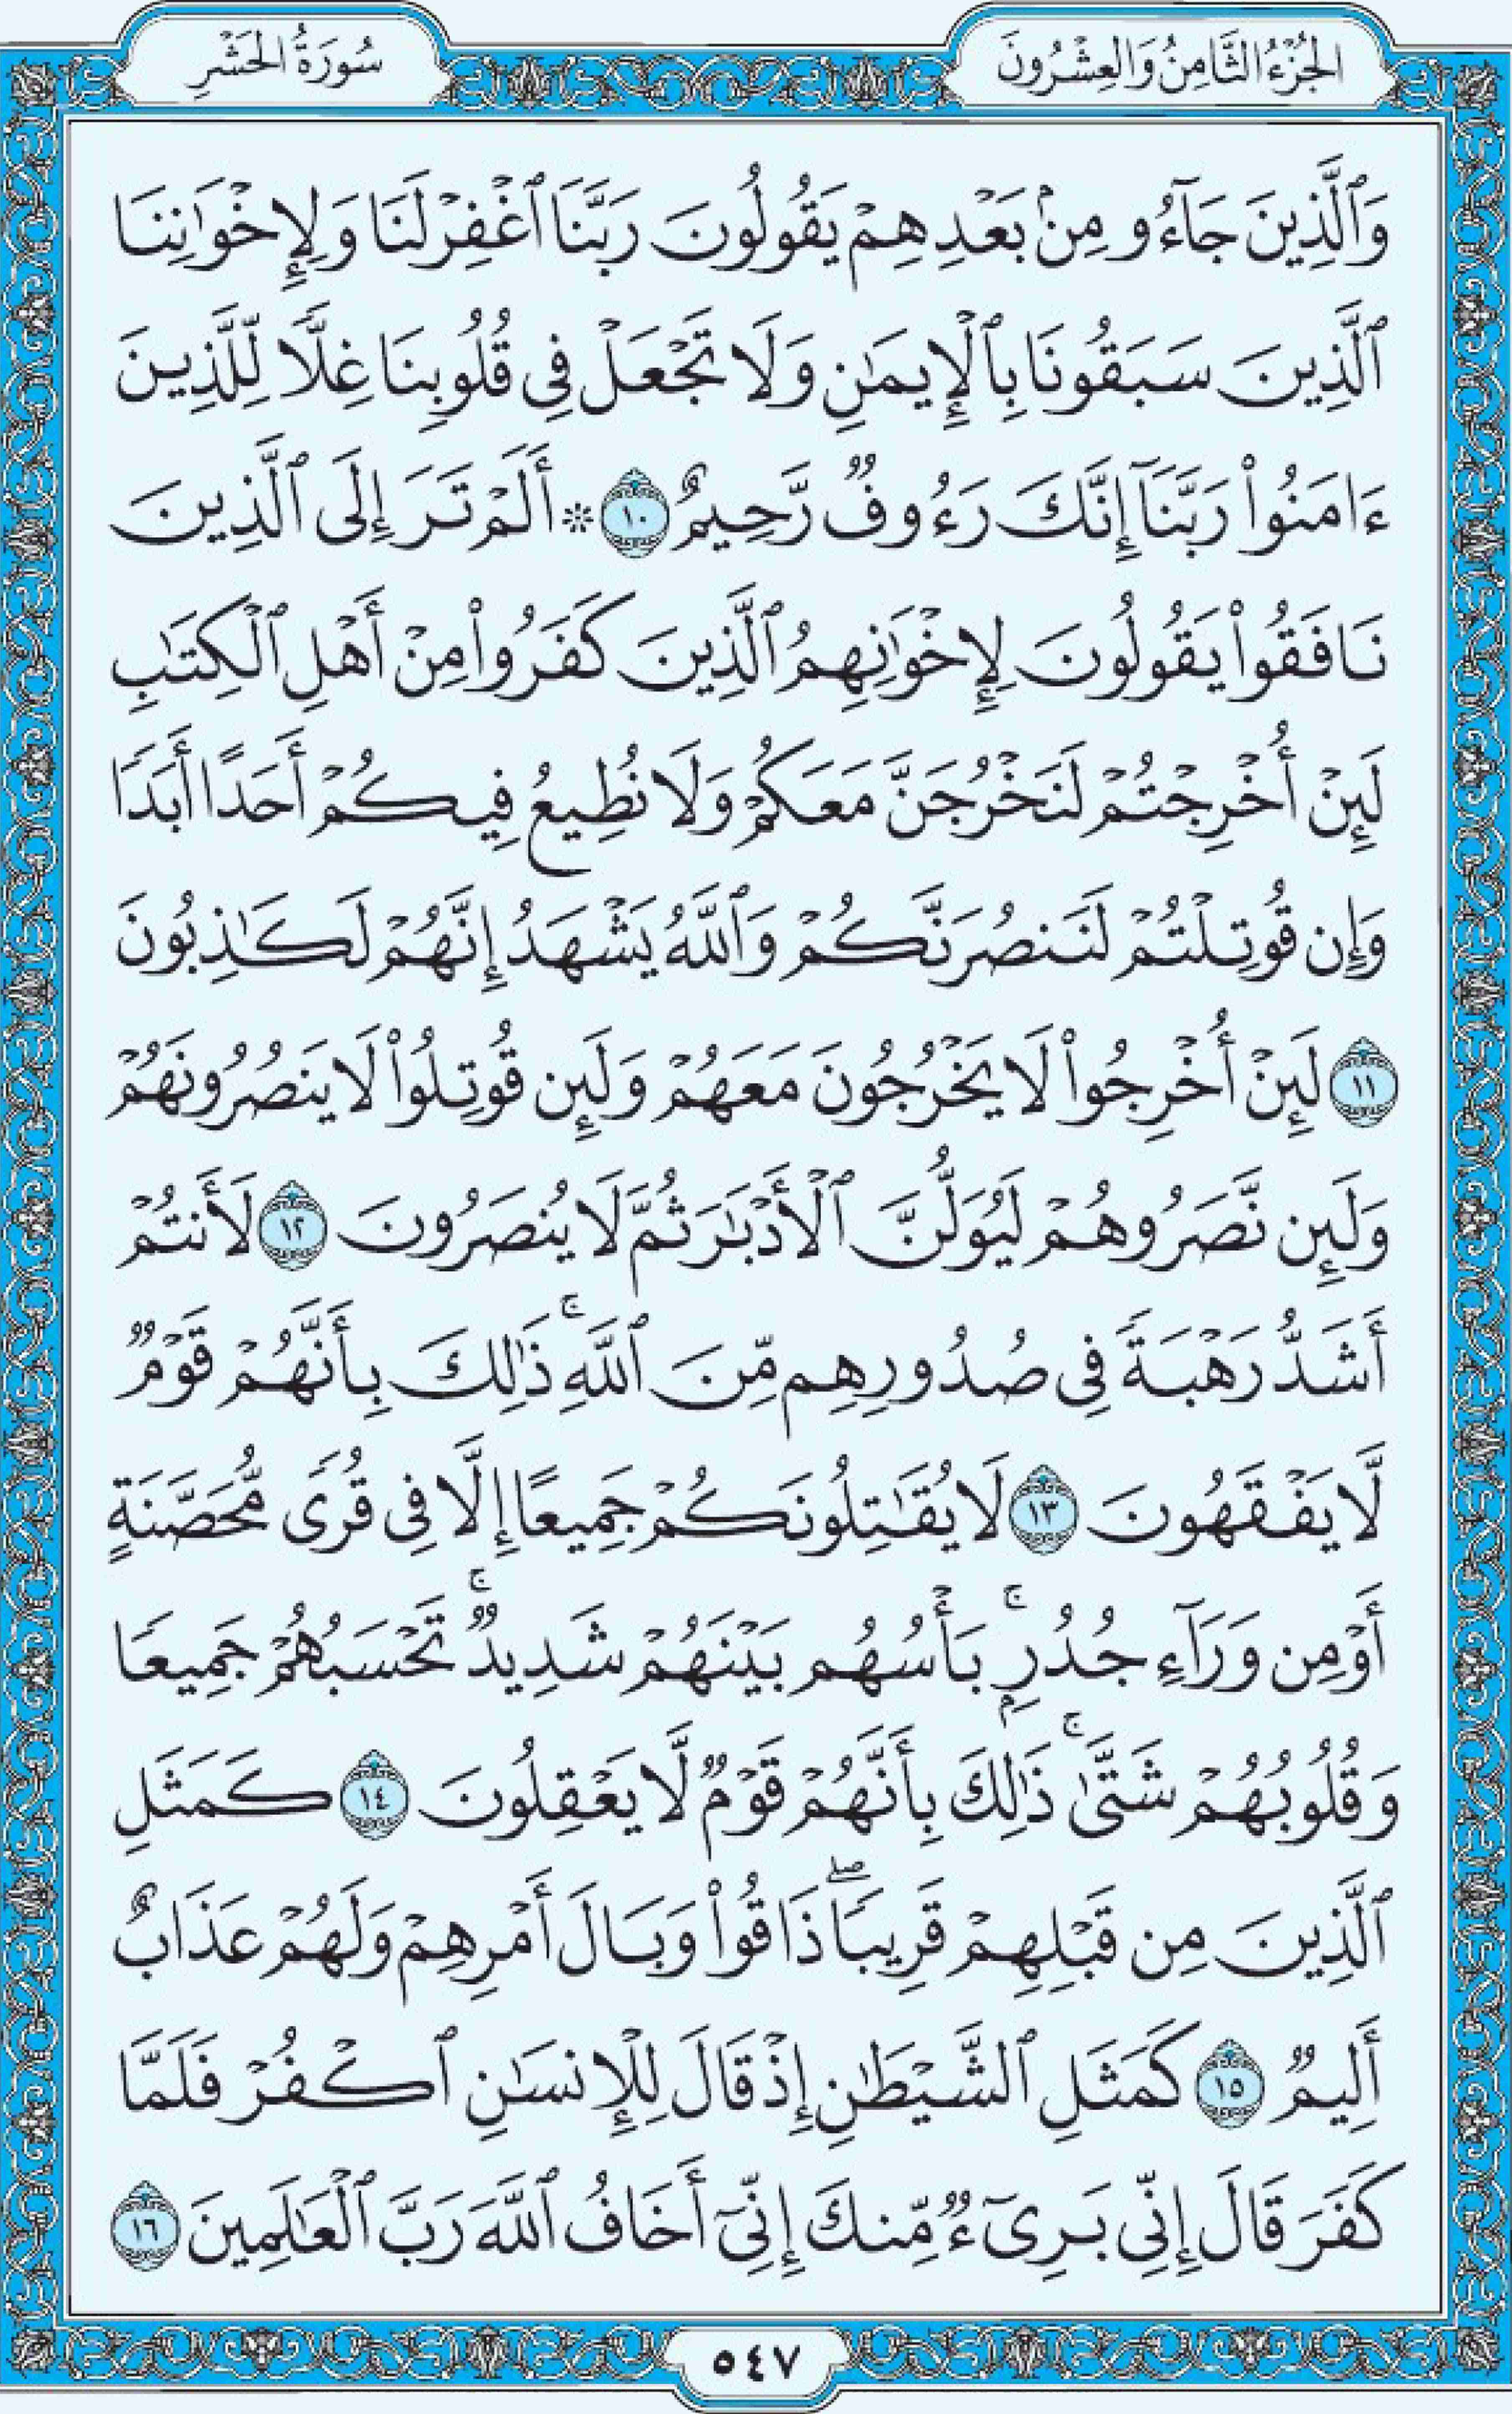 الجُزْءُ الثَّامِنُ وَالعِشْرُونَ
سُورَةُ الحَشْرِ
وَٱلَّذِينَ جَآءُو مِنۢ بَعْدِهِمْ يَقُولُونَ رَبَّنَا ٱغْفِرْ لَنَا وَلِإِخْوَٰنِنَا
ٱلَّذِينَ سَبَقُونَا بِٱلْإِيمَٰنِ وَلَا تَجْعَلْ فِى قُلُوبِنَا غِلًّا لِّلَّذِينَ
ءَامَنُوا۟ رَبَّنَآ إِنَّكَ رَءُوفٌ رَّحِيمٌ ١٠ ۞ أَلَمْ تَرَ إِلَى ٱلَّذِينَ
نَافَقُوا۟ يَقُولُونَ لِإِخْوَٰنِهِمُ ٱلَّذِينَ كَفَرُوا۟ مِنْ أَهْلِ ٱلْكِتَٰبِ
لَئِنْ أُخْرِجْتُمْ لَنَخْرُجَنَّ مَعَكُمْ وَلَا نُطِيعُ فِيكُمْ أَحَدًا أَبَدًا
وَإِن قُوتِلْتُمْ لَنَنصُرَنَّكُمْ وَٱللَّهُ يَشْهَدُ إِنَّهُمْ لَكَٰذِبُونَ
١١ لَئِنْ أُخْرِجُوا۟ لَا يَخْرُجُونَ مَعَهُمْ وَلَئِن قُوتِلُوا۟ لَا يَنصُرُونَهُمْ
وَلَئِن نَّصَرُوهُمْ لَيُوَلُّنَّ ٱلْأَدْبَٰرَ ثُمَّ لَا يُنصَرُونَ ١٢ لَأَنتُمْ
أَشَدُّ رَهْبَةً فِى صُدُورِهِم مِّنَ ٱللَّهِ ۚ ذَٰلِكَ بِأَنَّهُمْ قَوْمٌ
لَّا يَفْقَهُونَ ١٣ لَا يُقَٰتِلُونَكُمْ جَمِيعًا إِلَّا فِى قُرًى مُّحَصَّنَةٍ
أَوْ مِن وَرَآءِ جُدُرٍۭ ۚ بَأْسُهُم بَيْنَهُمْ شَدِيدٌ ۚ تَحْسَبُهُمْ جَمِيعًا
وَقُلُوبُهُمْ شَتَّىٰ ۚ ذَٰلِكَ بِأَنَّهُمْ قَوْمٌ لَّا يَعْقِلُونَ ١٤ كَمَثَلِ
ٱلَّذِينَ مِن قَبْلِهِمْ قَرِيبًا ۖ ذَاقُوا۟ وَبَالَ أَمْرِهِمْ وَلَهُمْ عَذَابٌ
أَلِيمٌ ١٥ كَمَثَلِ ٱلشَّيْطَٰنِ إِذْ قَالَ لِلْإِنسَٰنِ ٱكْفُرْ فَلَمَّا
كَفَرَ قَالَ إِنِّى بَرِىٓءٌ مِّنكَ إِنِّىٓ أَخَافُ ٱللَّهَ رَبَّ ٱلْعَٰلَمِينَ ١٦
٥٤٧